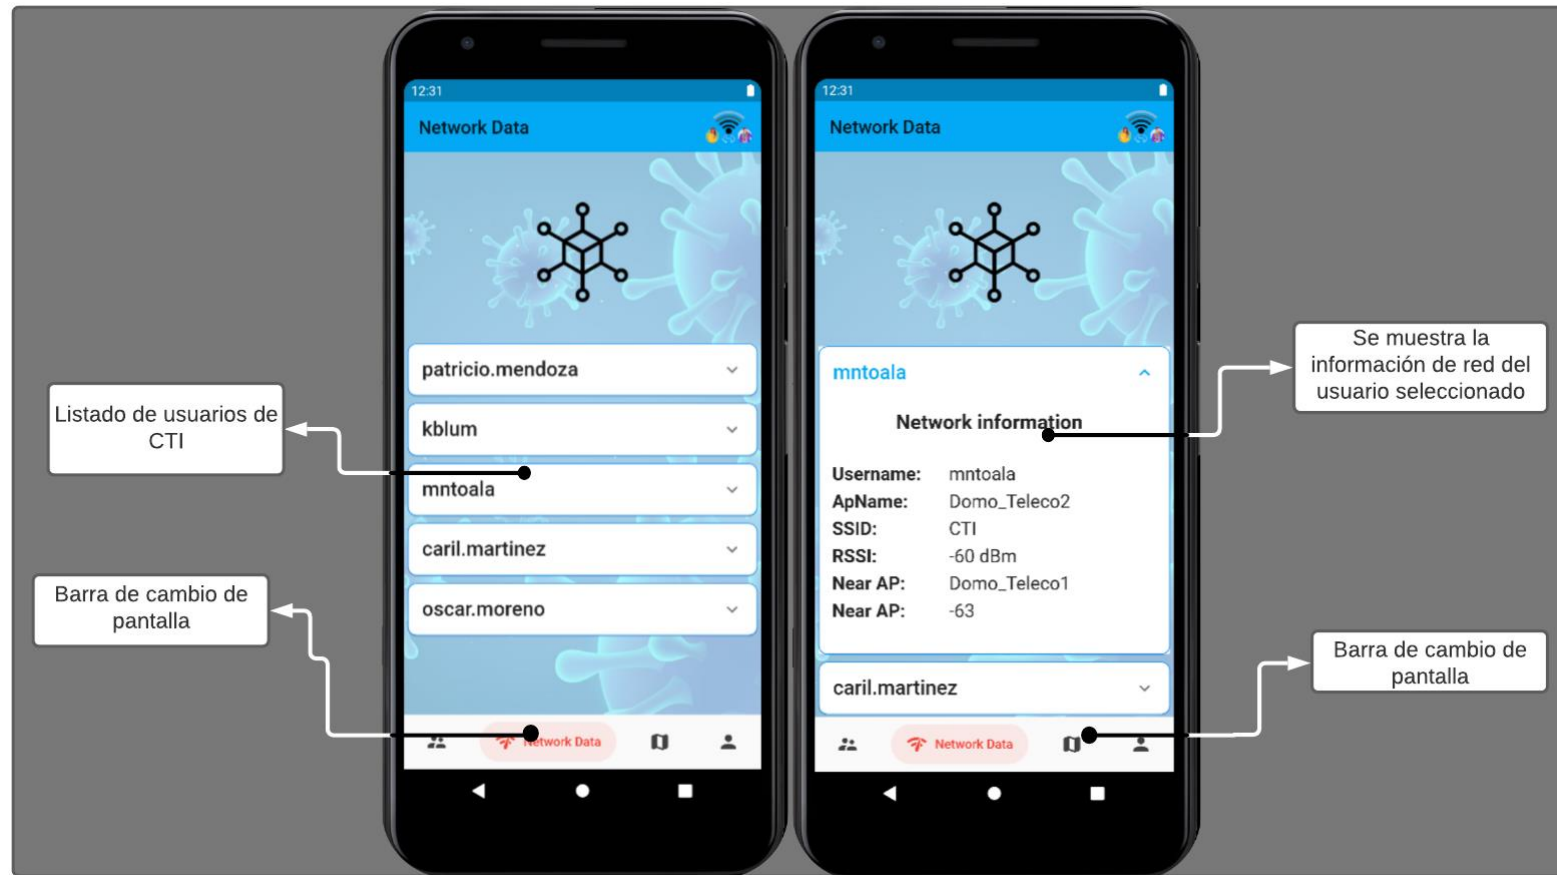 12:31
Network Data
patricio.mendoza
kblum
mntoala
caril.martinez
oscar.moreno
Network Data
Listado de usuarios de
CTI
Barra de cambio de
pantalla
12:31
Network Data
mntoala
Network information
Username: mntoala
ApName: Domo_Teleco2
SSID: CTI
RSSI: -60 dBm
Near AP: Domo_Teleco1
Near AP: -63
caril.martinez
Network Data
Se muestra la
información de red del
usuario seleccionado
Barra de cambio de
pantalla